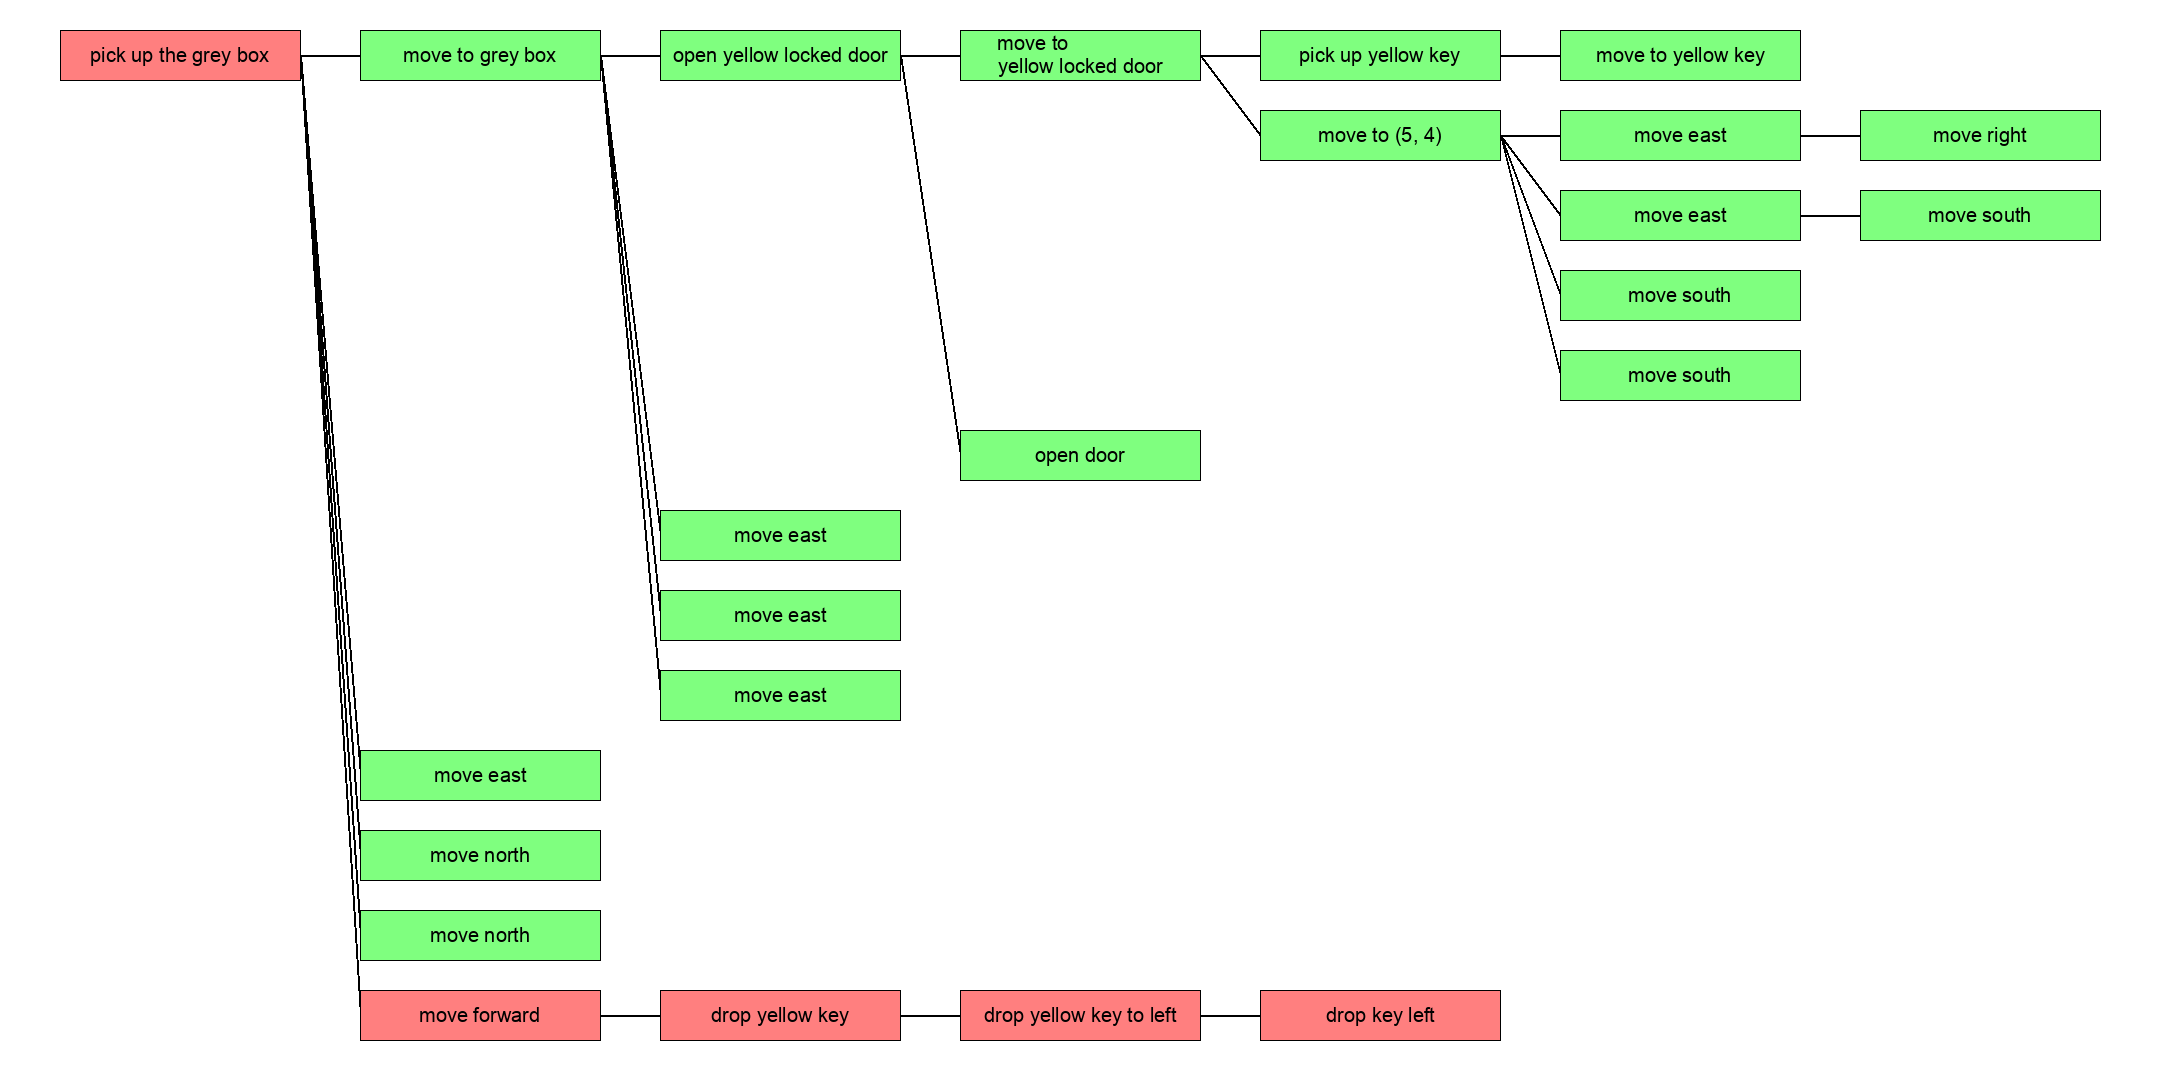 pick up the grey box
move to grey box
open yellow locked door
move to
yellow locked door
pick up yellow key
move to yellow key
move to (5, 4)
move east
move right
move east
move south
move south
move south
open door
move east
move east
move east
move east
move north
move north
move forward
drop yellow key
drop yellow key to left
drop key left